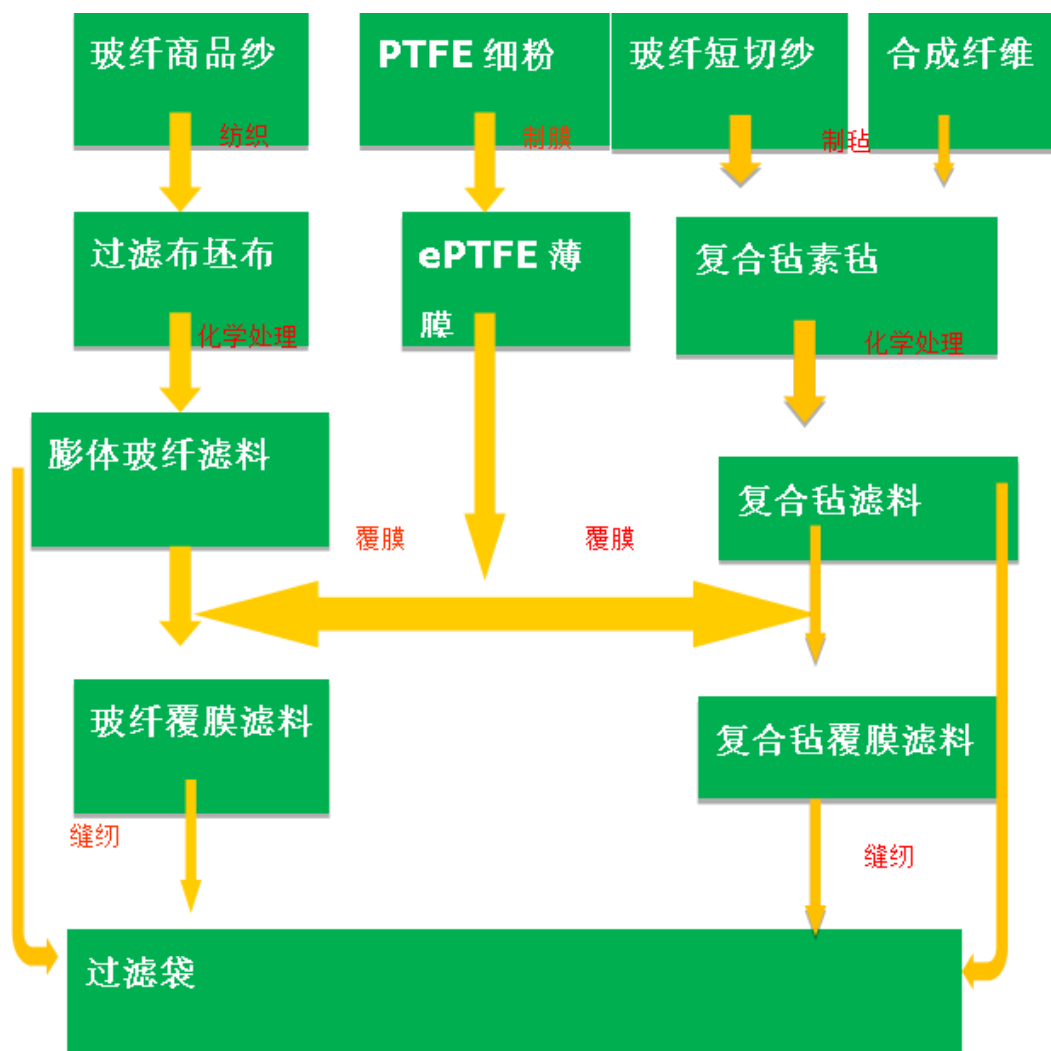 玻纤商品纱
PTFE 细粉
玻纤短切纱
合成纤维
纺织
制膜
制毡
过滤布坯布
ePTFE 薄
膜
复合毡素毡
化学处理
化学处理
膨体玻纤滤料
复合毡滤料
覆膜
覆膜
玻纤覆膜滤料
复合毡覆膜滤料
缝纫
缝纫
过滤袋